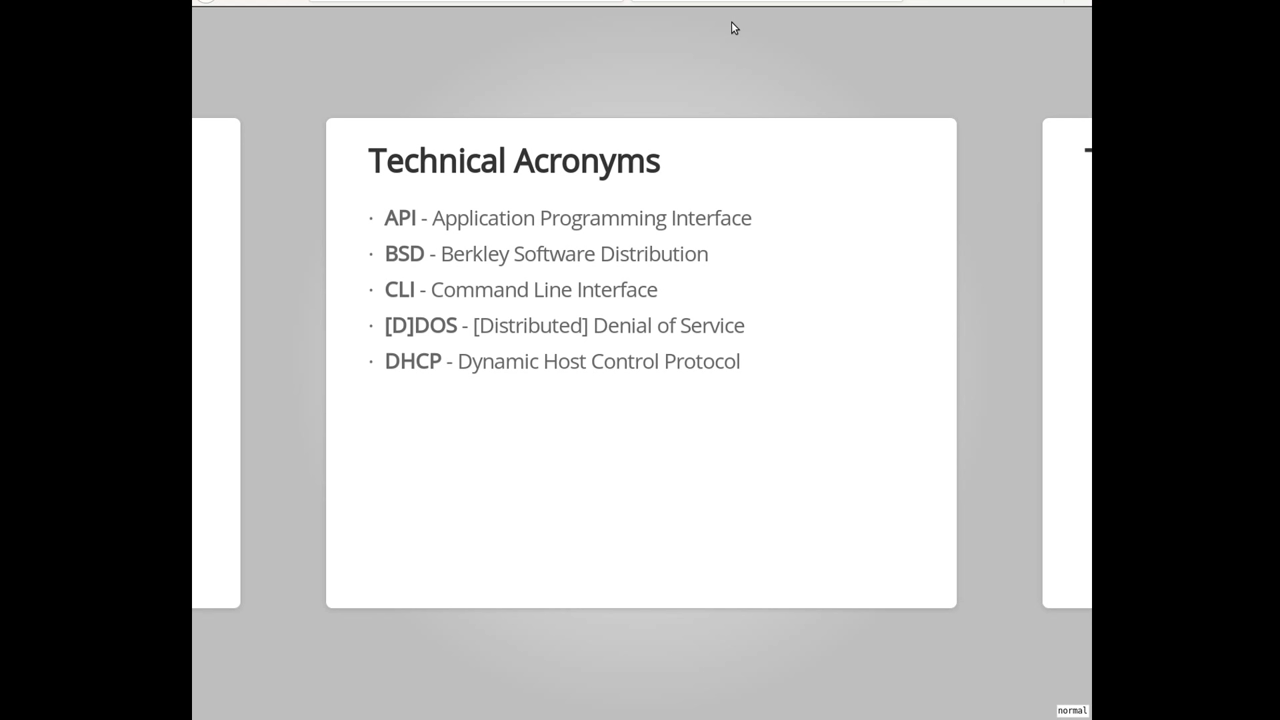 Technical Acronyms
· API - Application Programming Interface
· BSD - Berkley Software Distribution
· CLI - Command Line Interface
· [D]DOS - [Distributed] Denial of Service
· DHCP - Dynamic Host Control Protocol
normal